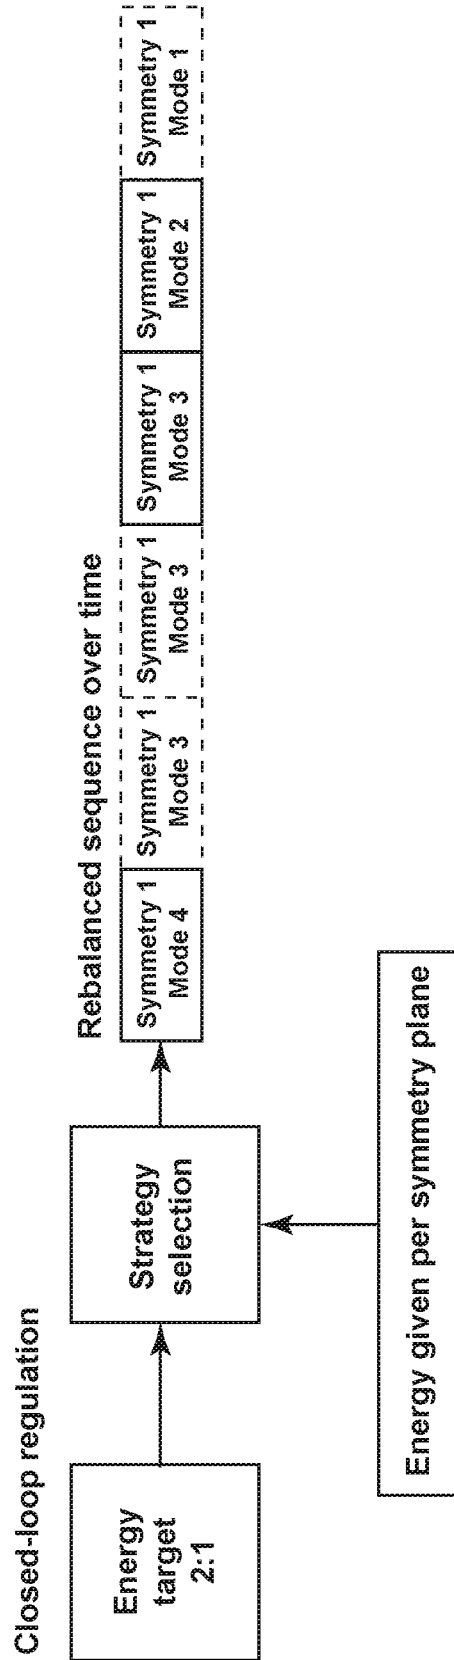 Closed-loop regulation
Energy
target
2:1
Strategy
selection
Energy given per symmetry plane
Rebalanced sequence over time
Symmetry 1
Mode 4
Symmetry 1
Mode 3
Symmetry 1
Mode 3
Symmetry 1
Mode 3
Symmetry 1
Mode 2
Symmetry 1
Mode 1